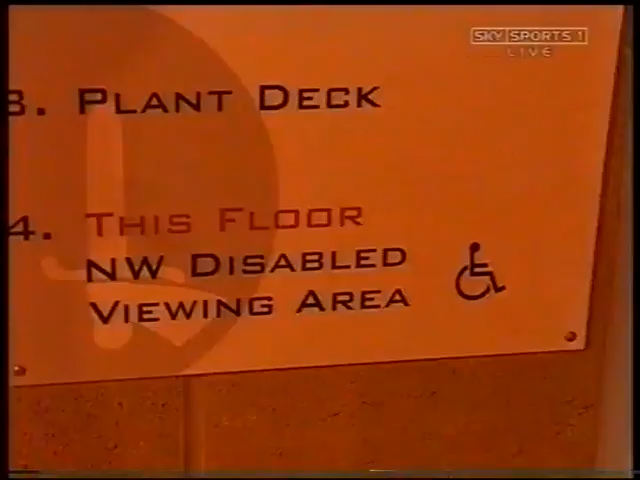 SKY SPORTS 1
LIVE
3. PLANT DECK
4. THIS FLOOR
NW DISABLED
VIEWING AREA